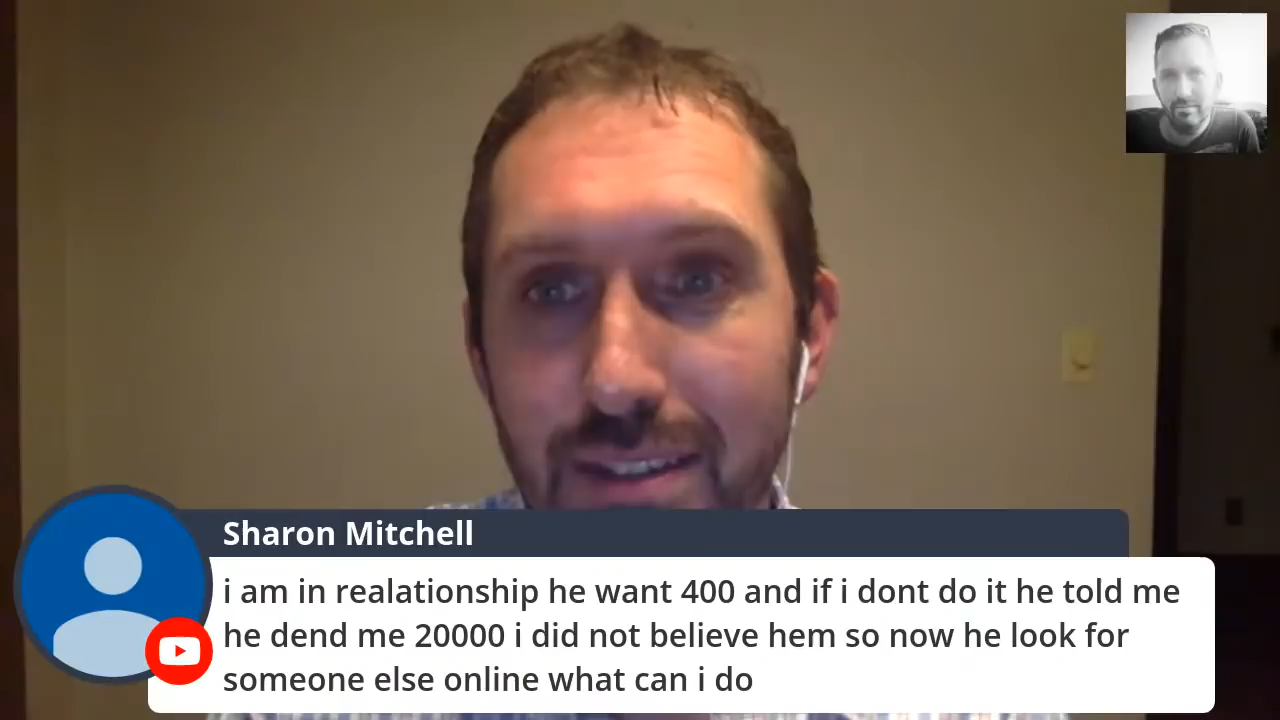 Sharon Mitchell
i am in realationship he want 400 and if i dont do it he told me
he dend me 20000 i did not believe hem so now he look for
someone else online what can i do